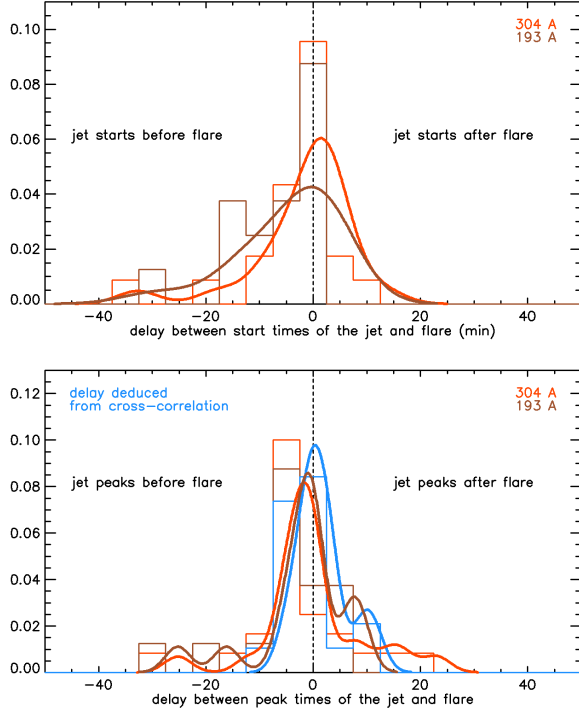 0.10
304 A
193 A
0.08
jet starts before flare
jet starts after flare
0.06
0.04
0.02
0.00
−40 −20 0 20 40
delay between start times of the jet and flare (min)
0.12
delay deduced
from cross−correlation
304 A
193 A
0.10
jet peaks before flare
jet peaks after flare
0.08
0.06
0.04
0.02
0.00
−40 −20 0 20 40
delay between peak times of the jet and flare